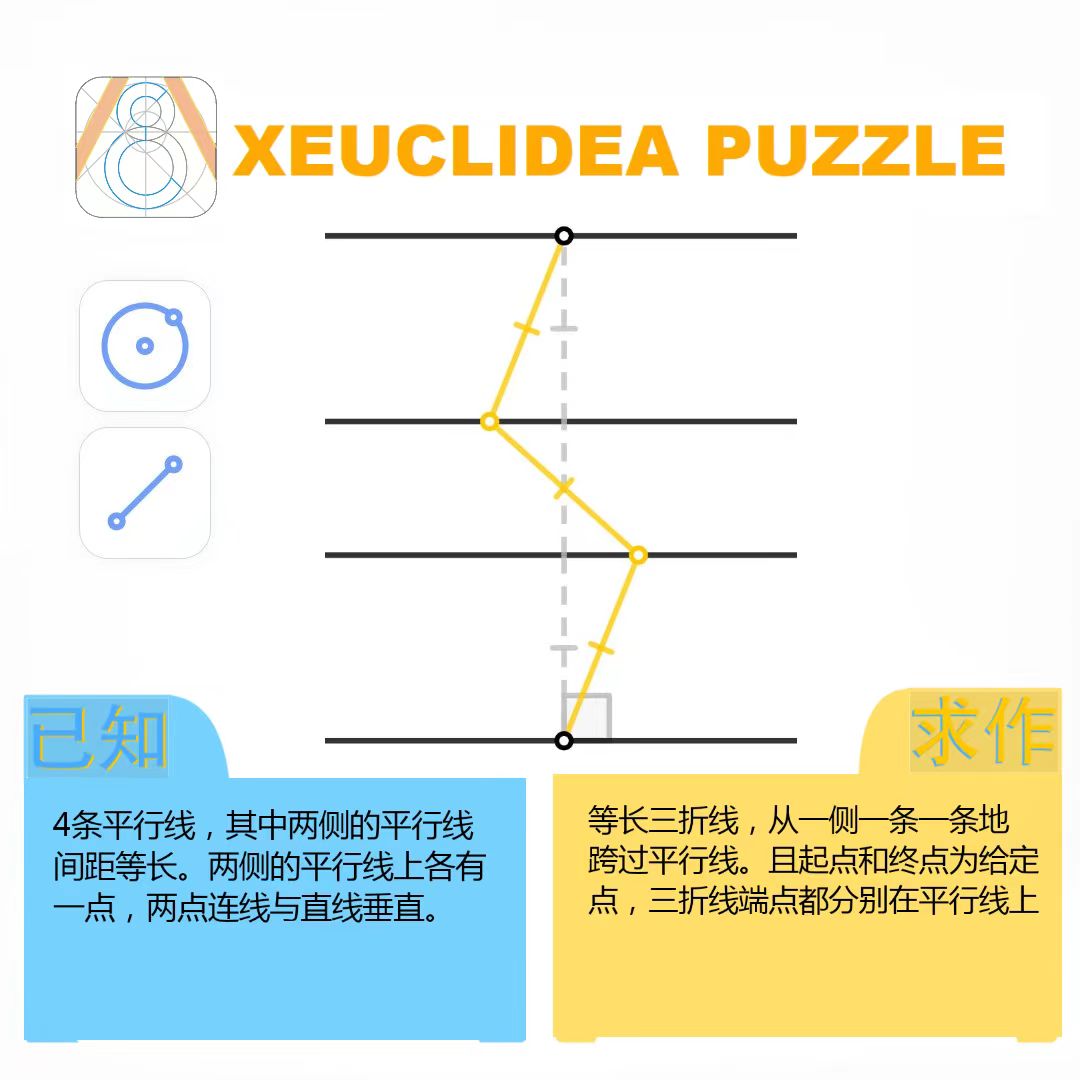 XEUCLIDEA PUZZLE
已知
4条平行线，其中两侧的平行线
间距等长。两侧的平行线上各有
一点，两点连线与直线垂直。
求作
等长三折线，从一侧一条一条地
跨过平行线。且起点和终点为给定
点，三折线端点都分别在平行线上